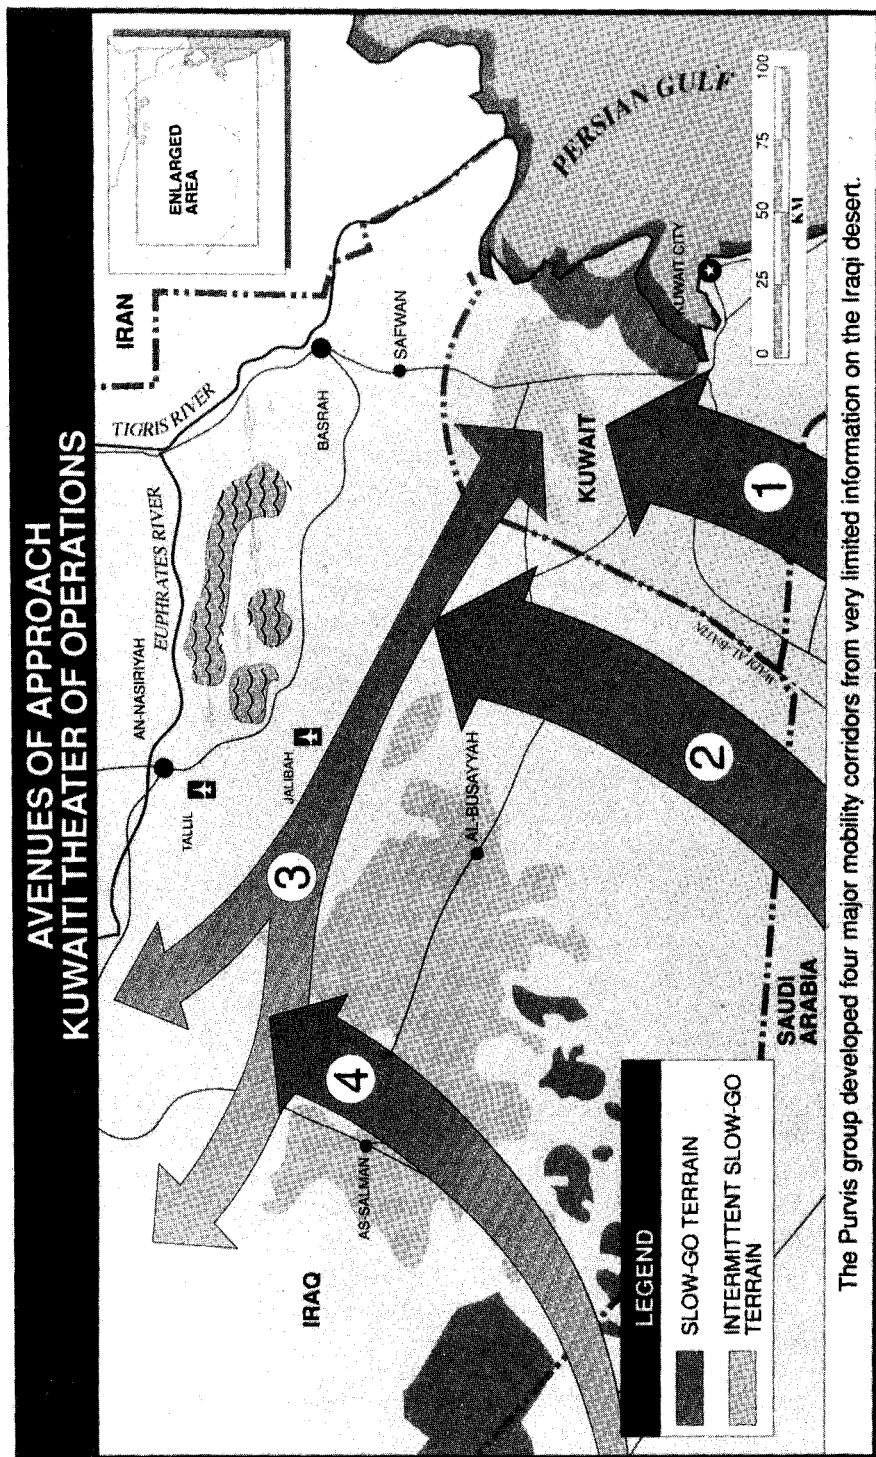 AVENUES OF APPROACH
KUWAITI THEATER OF OPERATIONS
ENLARGED
AREA
IRAN
TIGRIS RIVER
EUPHRATES RIVER
AN-NASIRIYAH
TALLIL
JALIBAH
BASRAH
SAFWAN
PERSIAN GULF
KUWAIT CITY
KUWAIT
WADI AL-BATIN
AL-BUSAYYAH
AS-SALMAN
IRAQ
SAUDI
ARABIA
1
2
3
4
0 25 50 75 100
KM
LEGEND
SLOW-GO TERRAIN
INTERMITTENT SLOW-GO
TERRAIN
The Purvis group developed four major mobility corridors from very limited information on the Iraqi desert.